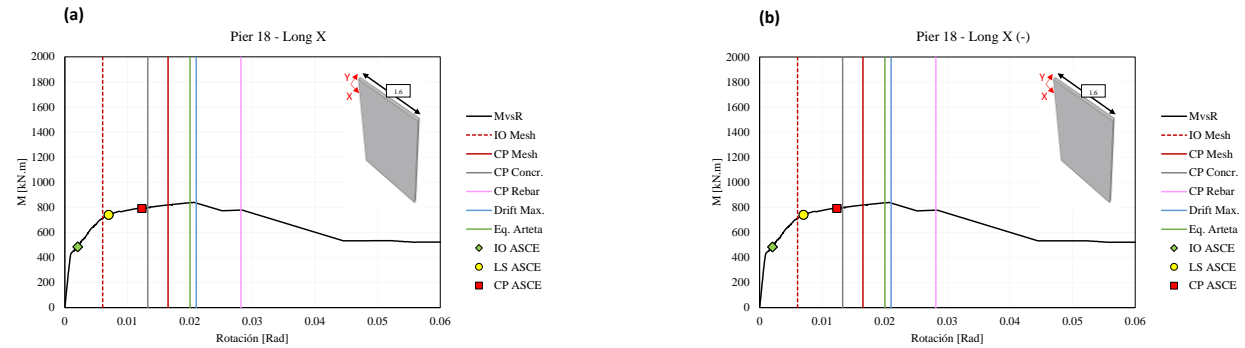 (a)
Pier 18 - Long X
2000
1800
1600
1400
1200
1000
800
600
400
200
0
M [kN.m]
0 0.01 0.02 0.03 0.04 0.05 0.06
Rotación [Rad]
Y
X
1.6
MvsR
IO Mesh
CP Mesh
CP Concr.
CP Rebar
Drift Max.
Eq. Arteta
IO ASCE
LS ASCE
CP ASCE
(b)
Pier 18 - Long X (-)
2000
1800
1600
1400
1200
1000
800
600
400
200
0
M [kN.m]
0 0.01 0.02 0.03 0.04 0.05 0.06
Rotación [Rad]
Y
X
1.6
MvsR
IO Mesh
CP Mesh
CP Concr.
CP Rebar
Drift Max.
Eq. Arteta
IO ASCE
LS ASCE
CP ASCE